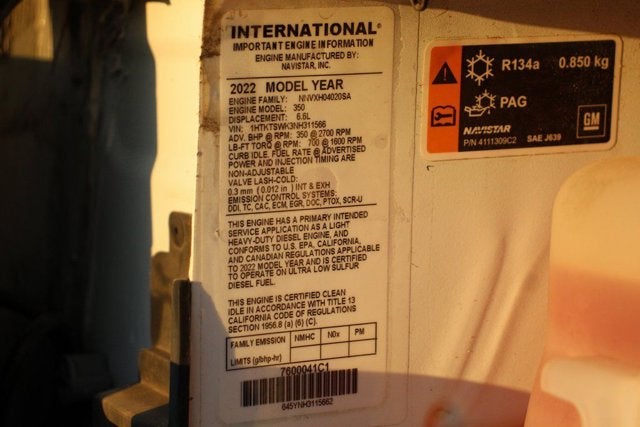 INTERNATIONAL®
IMPORTANT ENGINE INFORMATION
ENGINE MANUFACTURED BY:
NAVISTAR, INC.
2022 MODEL YEAR
ENGINE FAMILY: NNVXH04020SA
ENGINE MODEL: 350
DISPLACEMENT: 6.6L
VIN: 1HTKTSWK3NH311566
ADV. BHP @ RPM: 350 @ 2700 RPM
LB-FT TORQ @ RPM: 700 @ 1600 RPM
CURB IDLE, FUEL RATE @ ADVERTISED
POWER AND INJECTION TIMING ARE
NON-ADJUSTABLE
VALVE LASH-COLD:
0.3 mm ( 0.012 in ) INT & EXH
EMISSION CONTROL SYSTEMS:
DDI, TC, CAC, ECM, EGR, DOC, PTOX, SCR-U
THIS ENGINE HAS A PRIMARY INTENDED
SERVICE APPLICATION AS A LIGHT
HEAVY-DUTY DIESEL ENGINE, AND
CONFORMS TO U.S. EPA, CALIFORNIA,
AND CANADIAN REGULATIONS APPLICABLE
TO 2022 MODEL YEAR AND IS CERTIFIED
TO OPERATE ON ULTRA LOW SULFUR
DIESEL FUEL.
THIS ENGINE IS CERTIFIED CLEAN
IDLE IN ACCORDANCE WITH TITLE 13
CALIFORNIA CODE OF REGULATIONS
SECTION 1956.8 (a) (6) (C).
FAMILY EMISSION NMHC NOx PM
LIMITS (g/bhp-hr)
7600041C1
645YNH3115662
R134a 0.850 kg
PAG
NAVISTAR GM
P/N 4111309C2 SAE J639